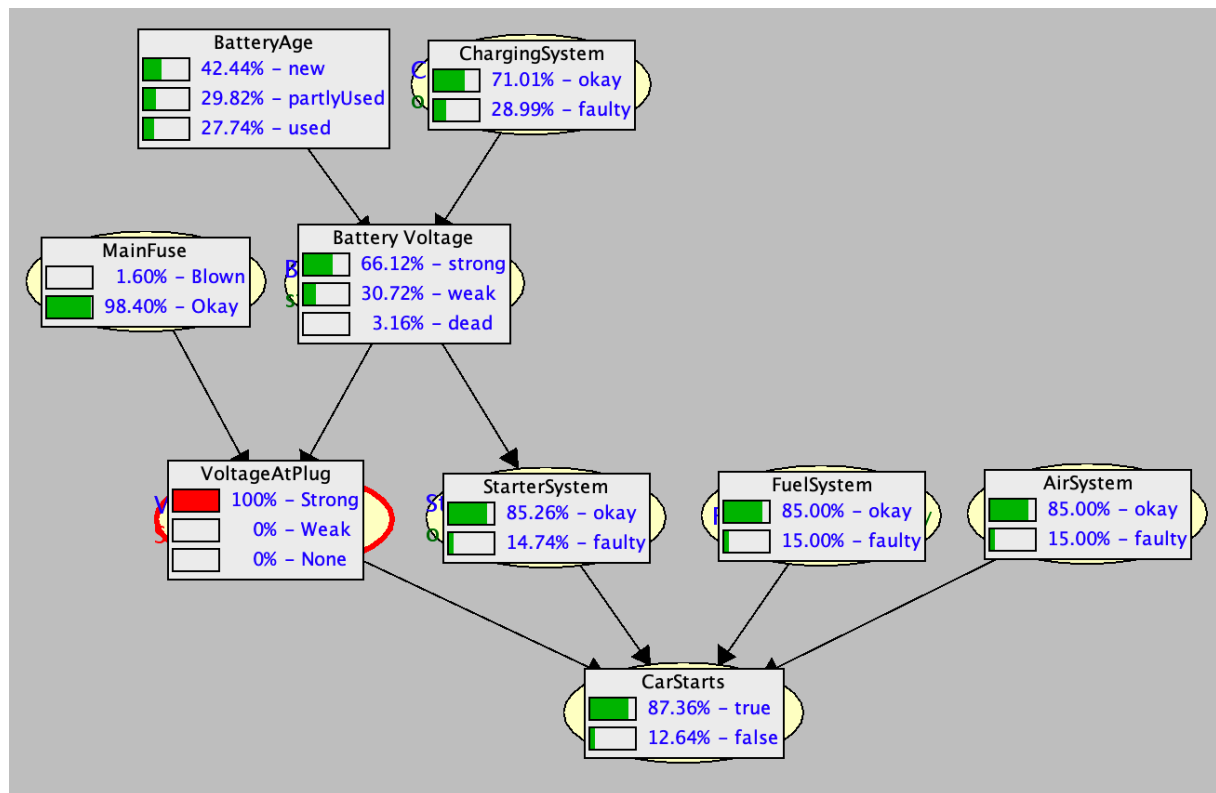 BatteryAge
42.44% – new
29.82% – partlyUsed
27.74% – used
ChargingSystem
71.01% – okay
28.99% – faulty
MainFuse
1.60% – Blown
98.40% – Okay
Battery Voltage
66.12% – strong
30.72% – weak
3.16% – dead
VoltageAtPlug
100% – Strong
0% – Weak
0% – None
StarterSystem
85.26% – okay
14.74% – faulty
FuelSystem
85.00% – okay
15.00% – faulty
AirSystem
85.00% – okay
15.00% – faulty
CarStarts
87.36% – true
12.64% – false